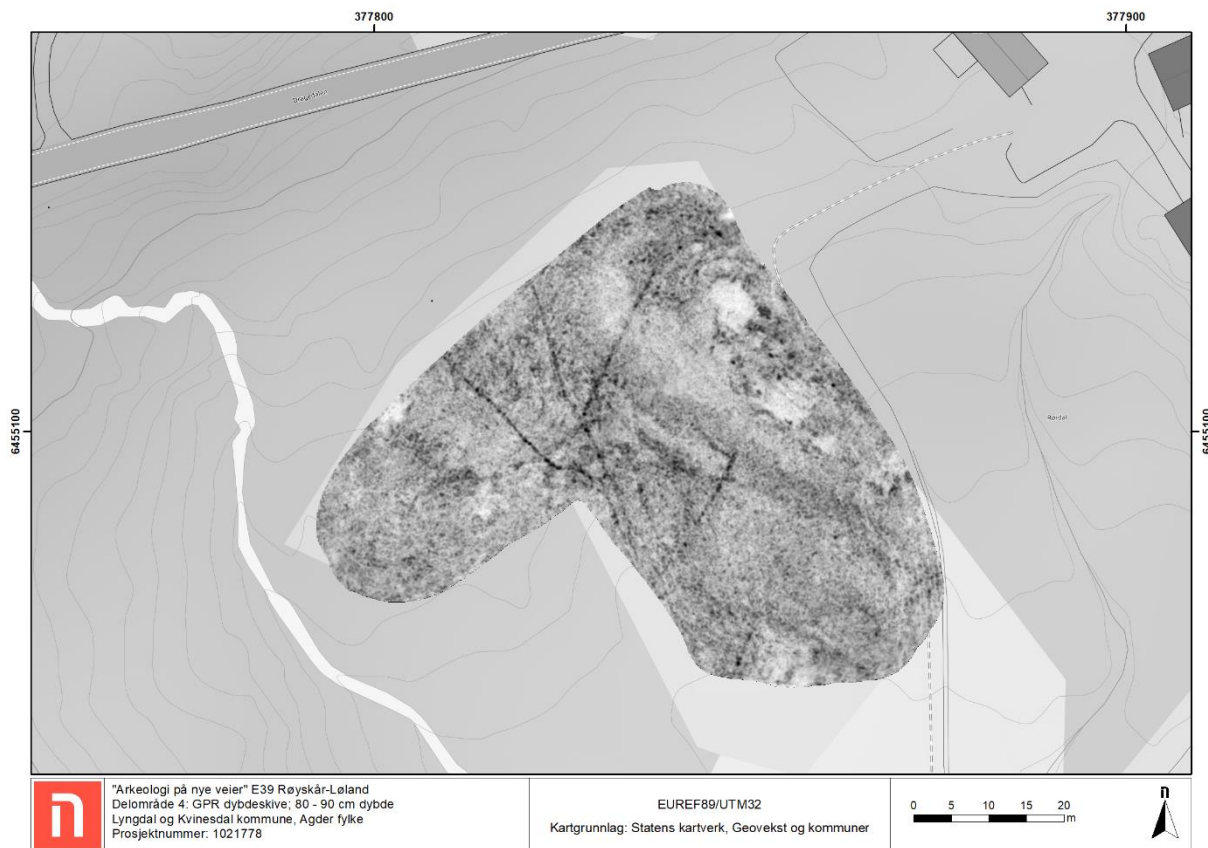 377800
377900
Drogedalen
6455100
6455100
Rørdal
n
"Arkeologi på nye veier" E39 Røyskår-Løland
Delområde 4: GPR dybdeskive; 80 - 90 cm dybde
Lyngdal og Kvinesdal kommune, Agder fylke
Prosjektnummer: 1021778
EUREF89/UTM32
Kartgrunnlag: Statens kartverk, Geovekst og kommuner
0 5 10 15 20
m
n